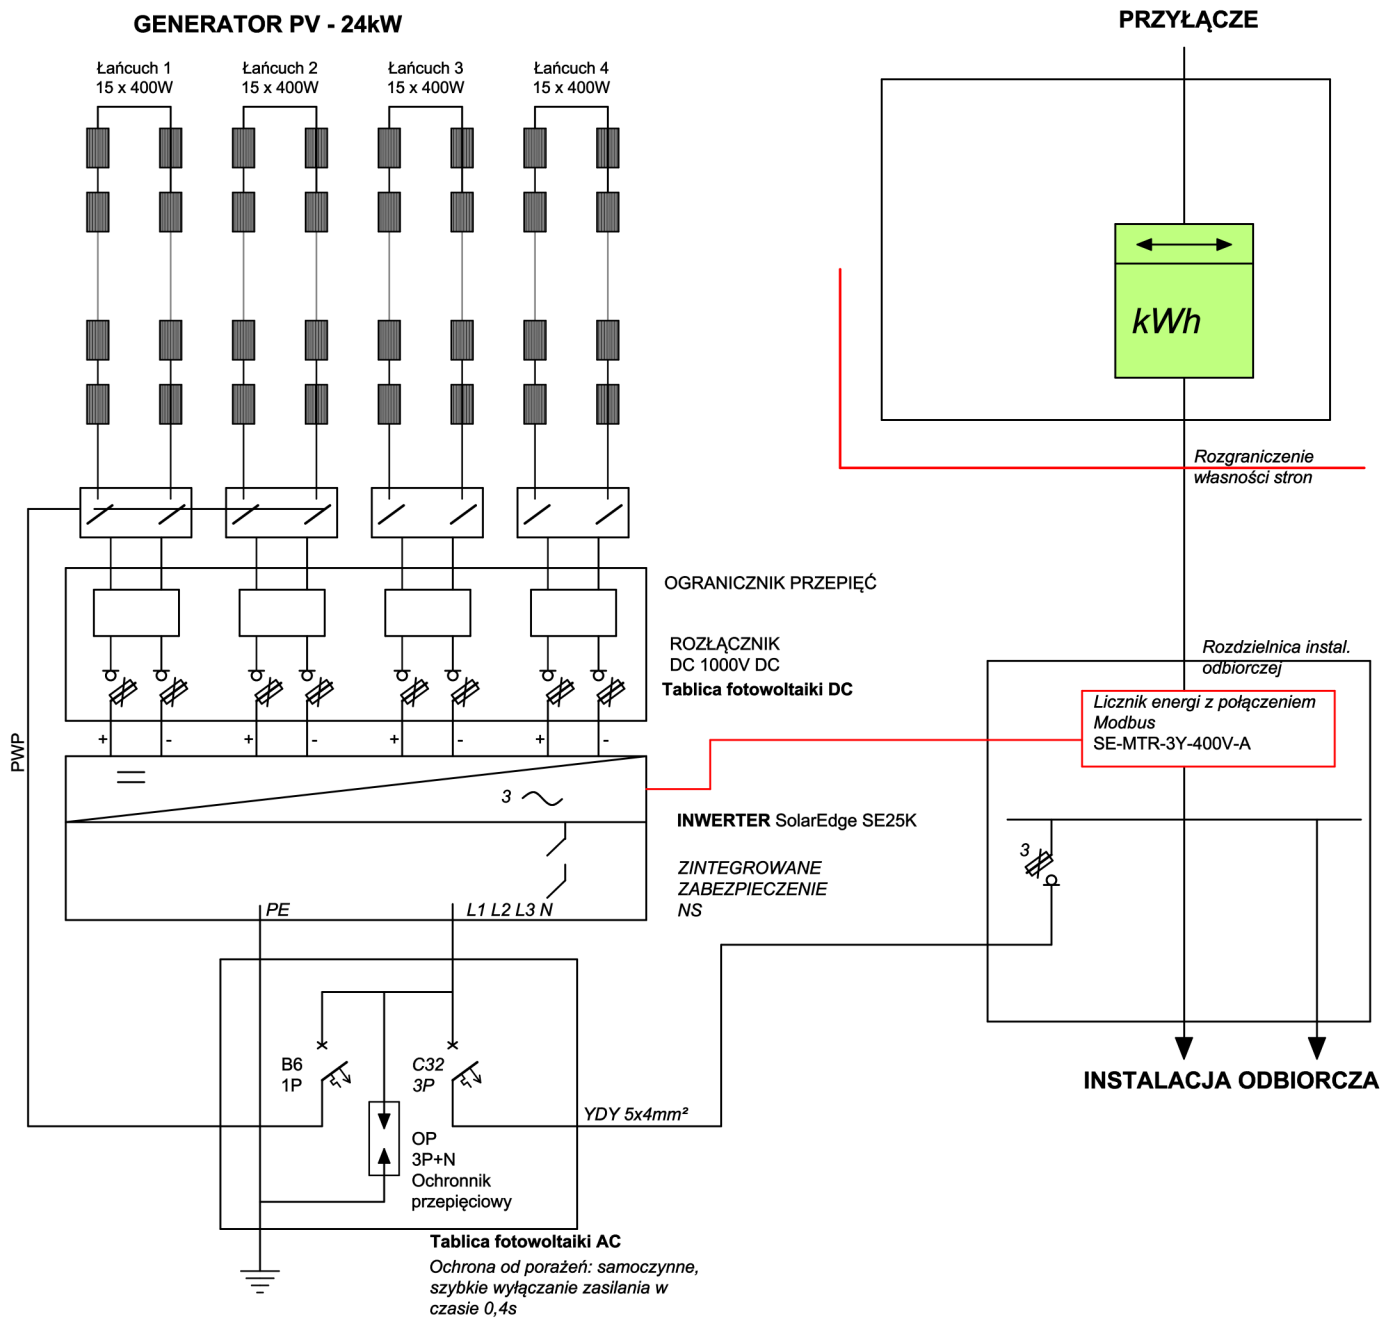 GENERATOR PV - 24kW
PRZYŁĄCZE
Łańcuch 1
15 x 400W
Łańcuch 2
15 x 400W
Łańcuch 3
15 x 400W
Łańcuch 4
15 x 400W
kWh
Rozgraniczenie
własności stron
OGRANICZNIK PRZEPIĘĆ
ROZŁĄCZNIK
DC 1000V DC
Tablica fotowoltaiki DC
Rozdzielnica instal.
odbiorczej
Licznik energi z połączeniem
Modbus
SE-MTR-3Y-400V-A
PWP
+ - + - + - + -
3
INWERTER SolarEdge SE25K
ZINTEGROWANE
ZABEZPIECZENIE
NS
3
PE
L1 L2 L3 N
B6
1P
C32
3P
YDY 5x4mm²
OP
3P+N
Ochronnik
przepięciowy
INSTALACJA ODBIORCZA
Tablica fotowoltaiki AC
Ochrona od porażeń: samoczynne,
szybkie wyłączanie zasilania w
czasie 0,4s